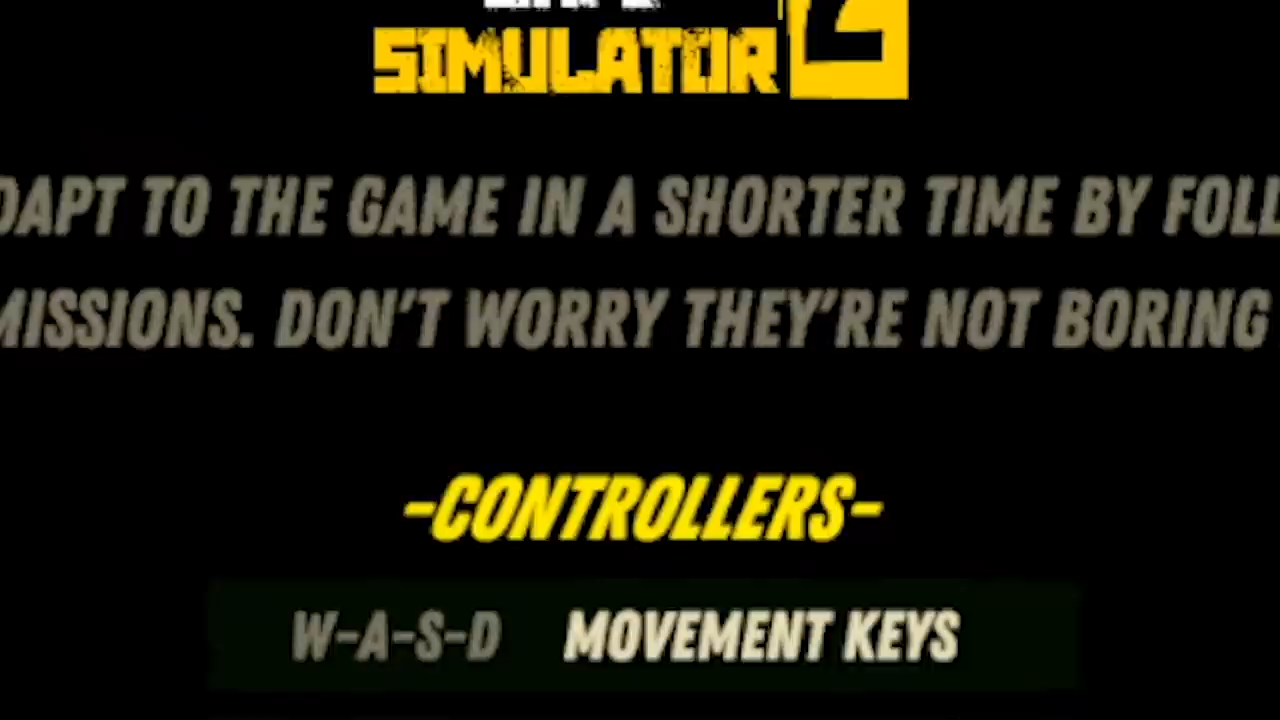 SIMULATOR 2
DAPT TO THE GAME IN A SHORTER TIME BY FOLL
MISSIONS. DON'T WORRY THEY'RE NOT BORING
-CONTROLLERS-
W-A-S-D MOVEMENT KEYS